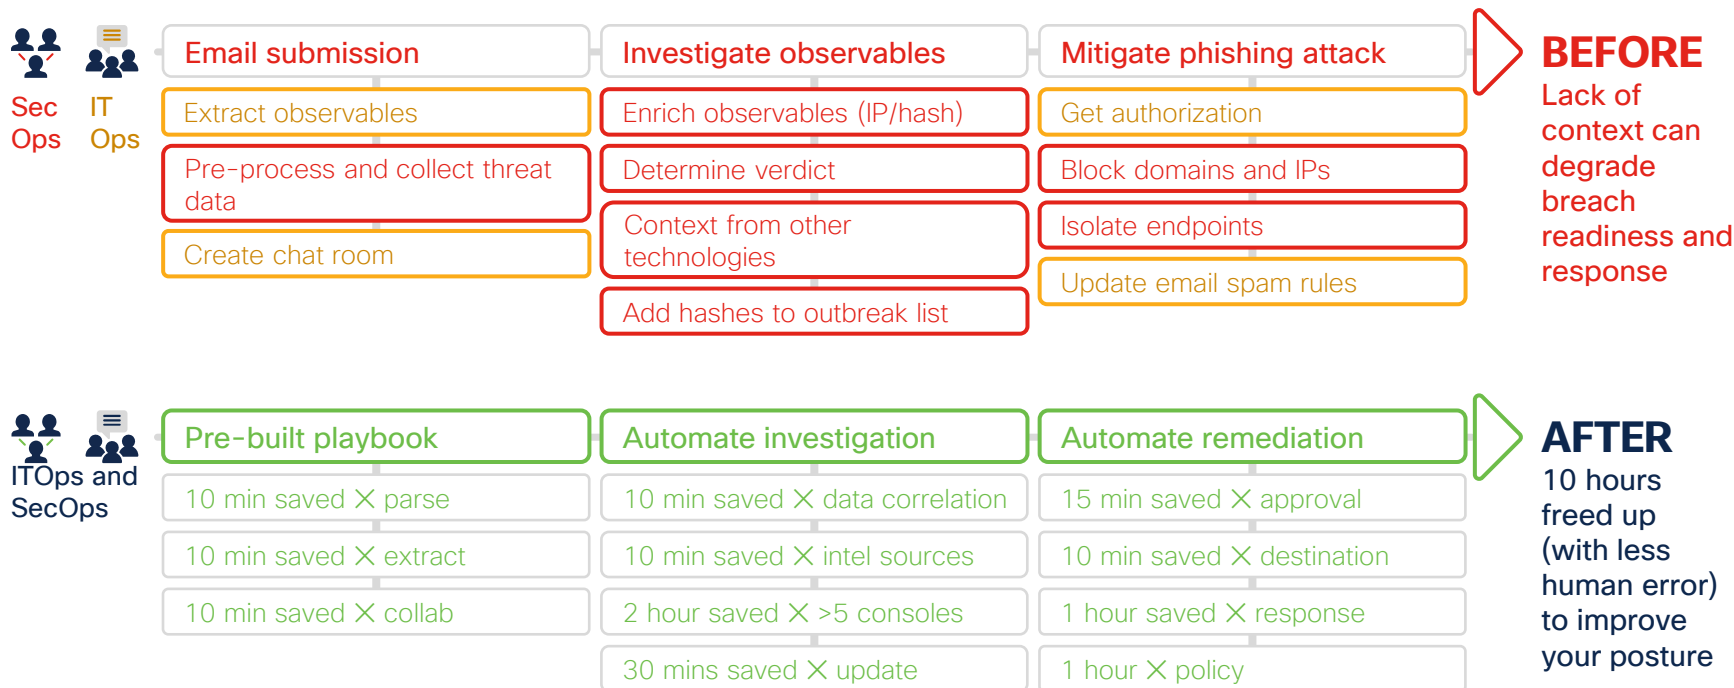 Sec
Ops
IT
Ops
Email submission
Extract observables
Pre-process and collect threat
data
Create chat room
Investigate observables
Enrich observables (IP/hash)
Determine verdict
Context from other
technologies
Add hashes to outbreak list
Mitigate phishing attack
Get authorization
Block domains and IPs
Isolate endpoints
Update email spam rules
BEFORE
Lack of
context can
degrade
breach
readiness and
response
ITOps and
SecOps
Pre-built playbook
10 min saved X parse
10 min saved X extract
10 min saved X collab
Automate investigation
10 min saved X data correlation
10 min saved X intel sources
2 hour saved X >5 consoles
30 mins saved X update
Automate remediation
15 min saved X approval
10 min saved X destination
1 hour saved X response
1 hour X policy
AFTER
10 hours
freed up
(with less
human error)
to improve
your posture